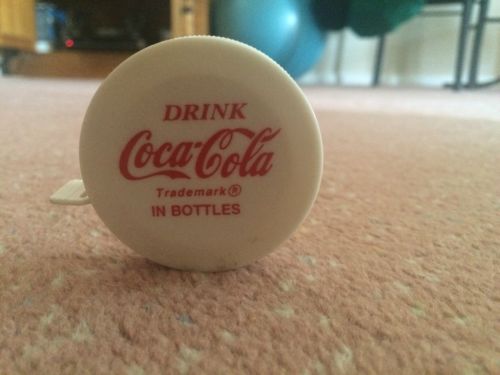 DRINK
Coca-Cola
Trademark®
IN BOTTLES